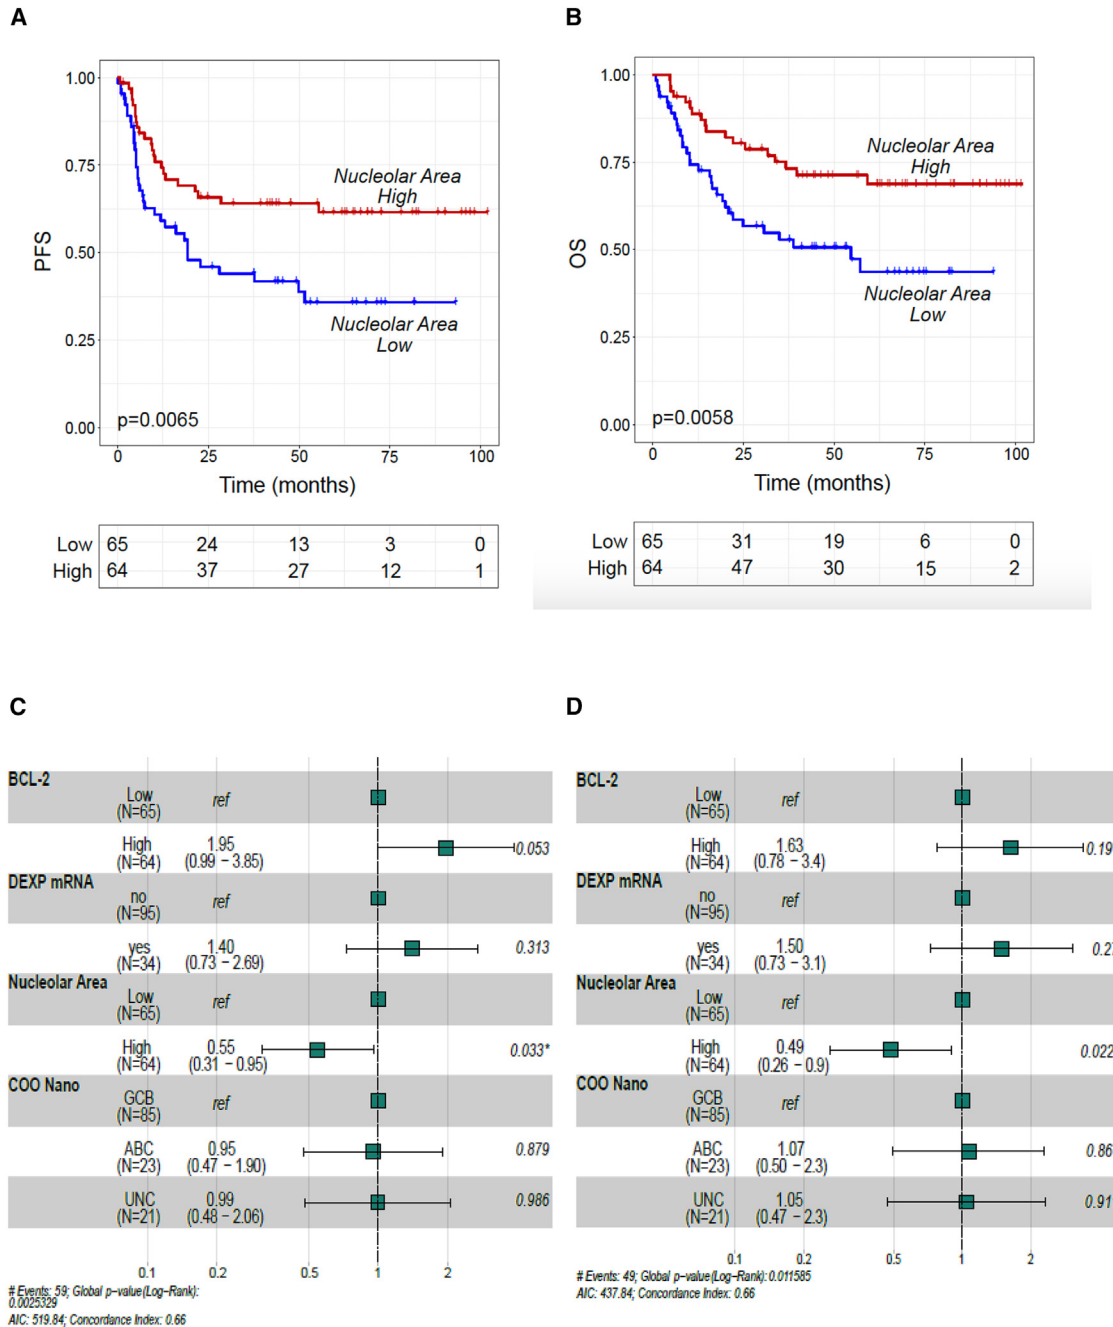 A
B
1.00
0.75
0.50
0.25
0.00
PFS
Nucleolar Area
High
Nucleolar Area
Low
p=0.0065
0 25 50 75 100
Time (months)
Low 65 24 13 3 0
High 64 37 27 12 1
1.00
0.75
0.50
0.25
0.00
OS
Nucleolar Area
High
Nucleolar Area
Low
p=0.0058
0 25 50 75 100
Time (months)
Low 65 31 19 6 0
High 64 47 30 15 2
C
BCL-2
Low
(N=65) ref
High 1.95
(N=64) (0.99 – 3.85) 0.053
DEXP mRNA
no
(N=95) ref
yes 1.40
(N=34) (0.73 – 2.69) 0.313
Nucleolar Area
Low
(N=65) ref
High 0.55
(N=64) (0.31 – 0.95) 0.033*
COO Nano
GCB
(N=85) ref
ABC 0.95
(N=23) (0.47 – 1.90) 0.879
UNC 0.99
(N=21) (0.48 – 2.06) 0.986
0.1 0.2 0.5 1 2
# Events: 59; Global p−value(Log−Rank):
0.0025329
AIC: 519.84; Concordance Index: 0.66
D
BCL-2
Low
(N=65) ref
High 1.63
(N=64) (0.78 – 3.4) 0.19
DEXP mRNA
no
(N=95) ref
yes 1.50
(N=34) (0.73 – 3.1) 0.27
Nucleolar Area
Low
(N=65) ref
High 0.49
(N=64) (0.26 – 0.9) 0.022
COO Nano
GCB
(N=85) ref
ABC 1.07
(N=23) (0.50 – 2.3) 0.86
UNC 1.05
(N=21) (0.47 – 2.3) 0.91
0.1 0.2 0.5 1 2
# Events: 49; Global p−value(Log−Rank): 0.011585
AIC: 437.84; Concordance Index: 0.66